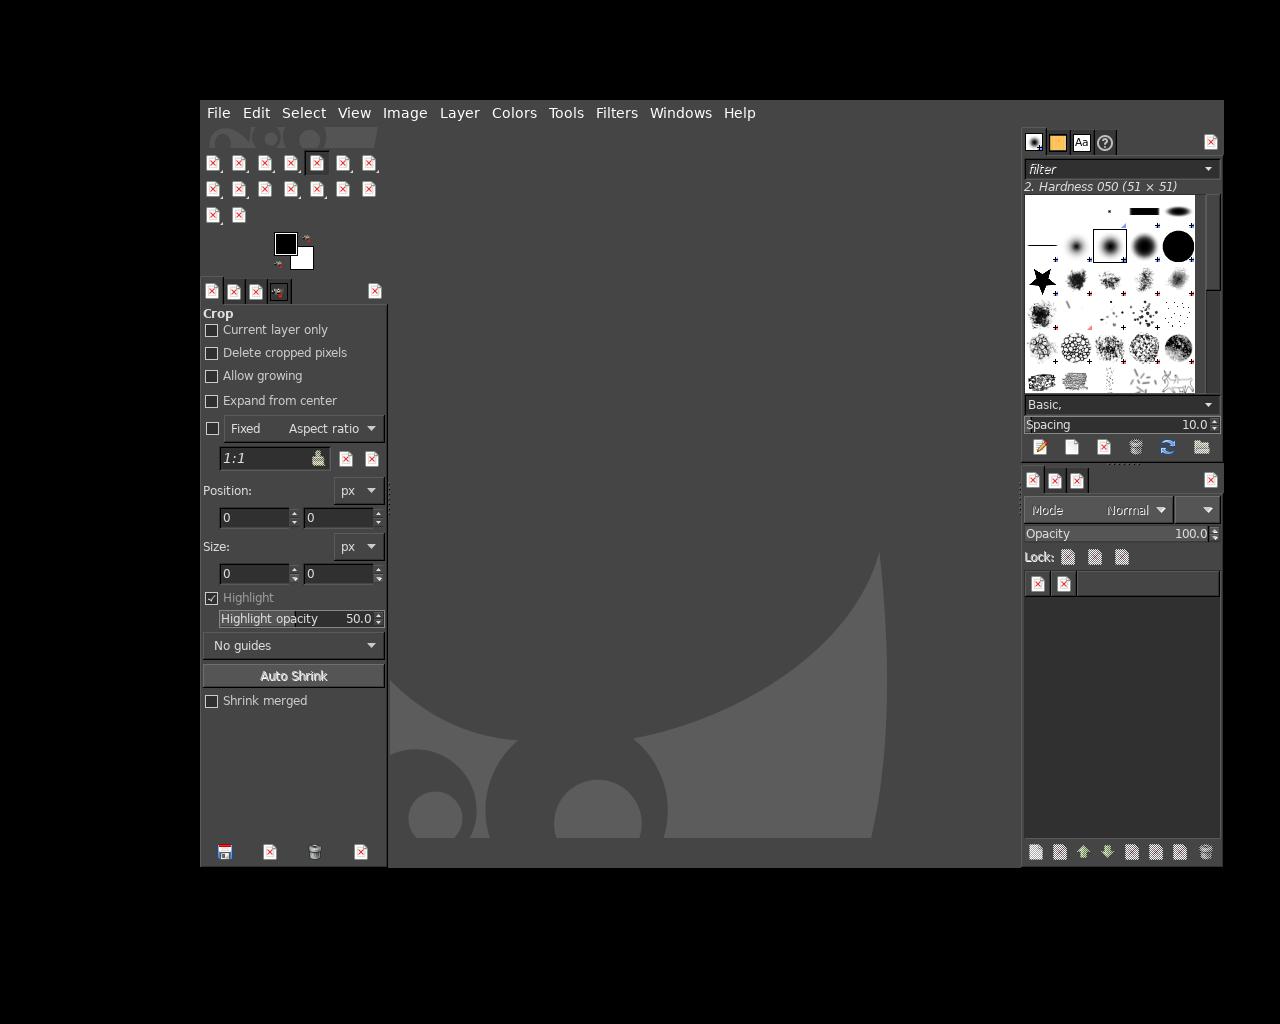 File Edit Select View Image Layer Colors Tools Filters Windows Help
Aa
filter
2. Hardness 050 (51 × 51)
Crop
Current layer only
Delete cropped pixels
Allow growing
Expand from center
Fixed Aspect ratio
1:1
Position: px
0 0
Size: px
0 0
Highlight
Highlight opacity 50.0
No guides
Auto Shrink
Shrink merged
Basic,
Spacing 10.0
Mode Normal
Opacity 100.0
Lock: